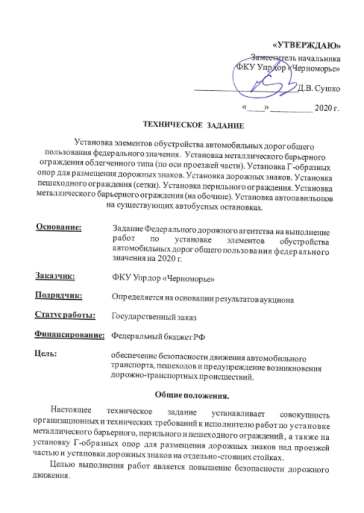 «УТВЕРЖДАЮ»
Заместитель начальника
ФКУ Упрдор «Черноморье»
Д.В. Сушко
«___» __________ 2020 г.
ТЕХНИЧЕСКОЕ ЗАДАНИЕ
Установка элементов обустройства автомобильных дорог общего
пользования федерального значения. Установка металлического барьерного
ограждения облегченного типа (по оси проезжей части). Установка Г-образных
опор для размещения дорожных знаков. Установка дорожных знаков. Установка
пешеходного ограждения (сетки). Установка перильного ограждения. Установка
металлического барьерного ограждения (на обочине). Установка автопавильонов
на существующих автобусных остановках.
Основание: Задание Федерального дорожного агентства на выполнение
работ по установке элементов обустройства
автомобильных дорог общего пользования федерального
значения на 2020 г.
Заказчик: ФКУ Упрдор «Черноморье»
Подрядчик: Определяется на основании результатов аукциона
Статус работы: Государственный заказ
Финансирование: Федеральный бюджет РФ
Цель: обеспечение безопасности движения автомобильного
транспорта, пешеходов и предупреждение возникновения
дорожно-транспортных происшествий.
Общие положения.
Настоящее техническое задание устанавливает совокупность
организационных и технических требований к исполнителю работ по установке
металлического барьерного, перильного и пешеходного ограждений, а также на
установку Г-образных опор для размещения дорожных знаков над проезжей
частью и установки дорожных знаков на отдельно-стоящих стойках.
Целью выполнения работ является повышение безопасности дорожного
движения.